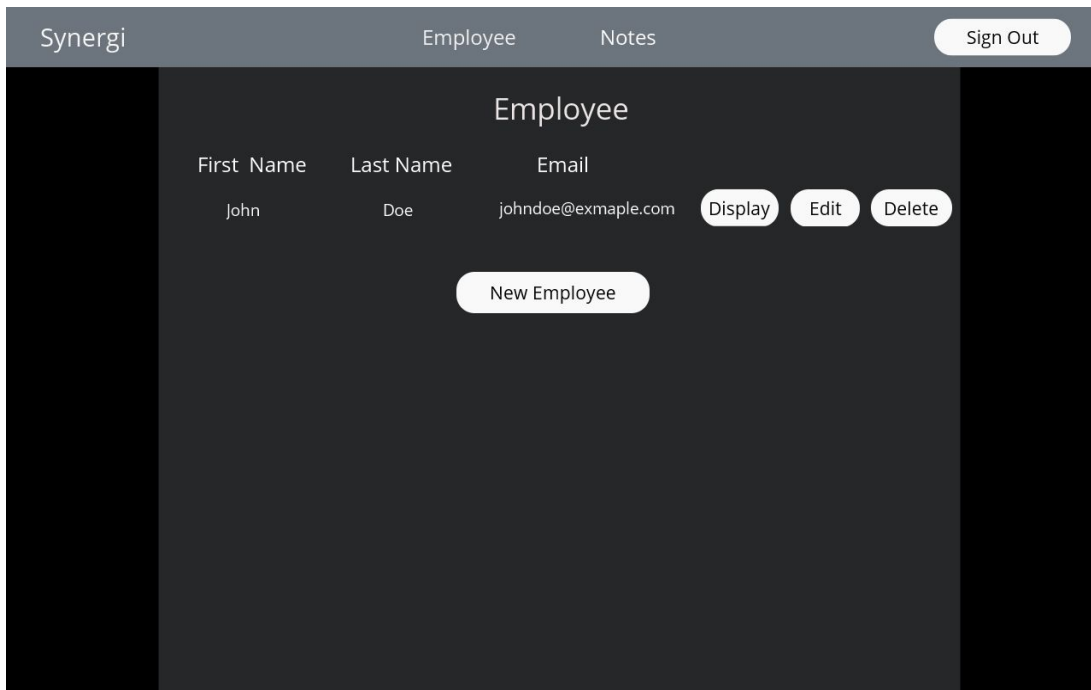 Synergi Employee Notes Sign Out
Employee
First Name Last Name Email
John Doe johndoe@exmaple.com Display Edit Delete
New Employee